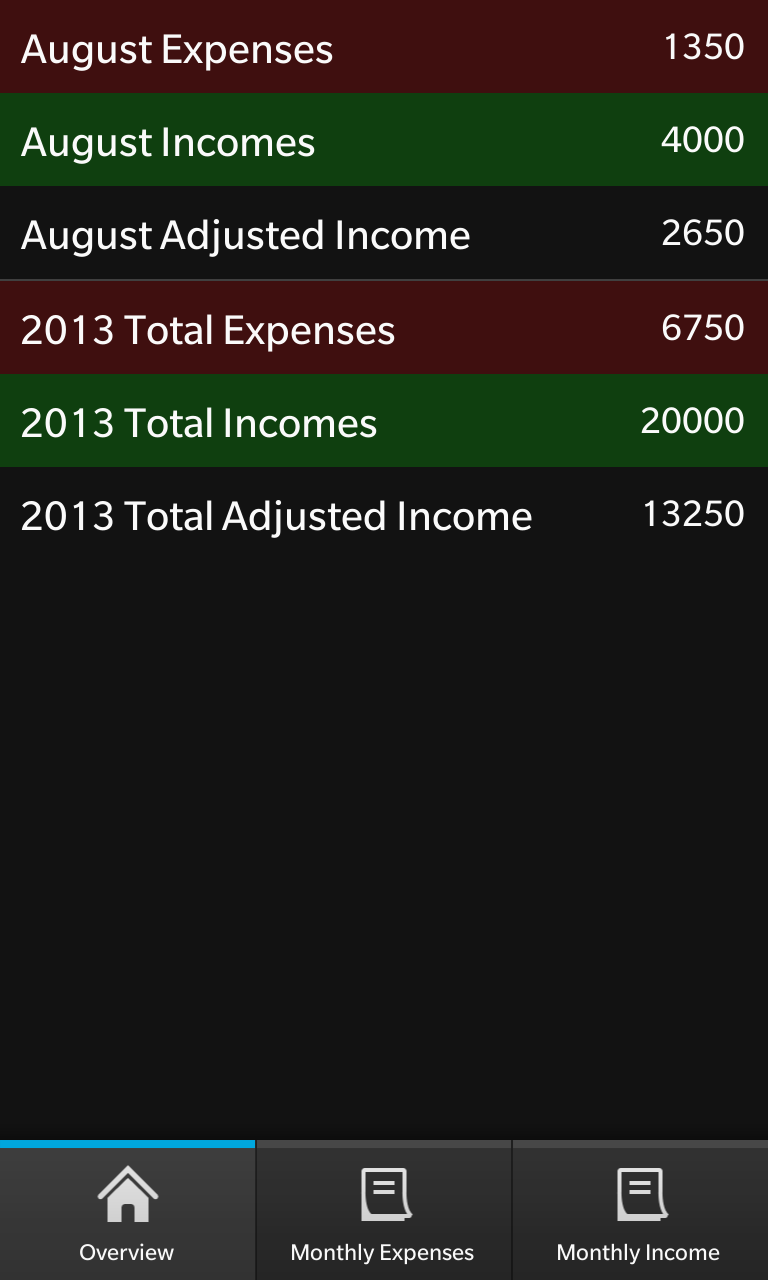 August Expenses 1350
August Incomes 4000
August Adjusted Income 2650
2013 Total Expenses 6750
2013 Total Incomes 20000
2013 Total Adjusted Income 13250
Overview Monthly Expenses Monthly Income